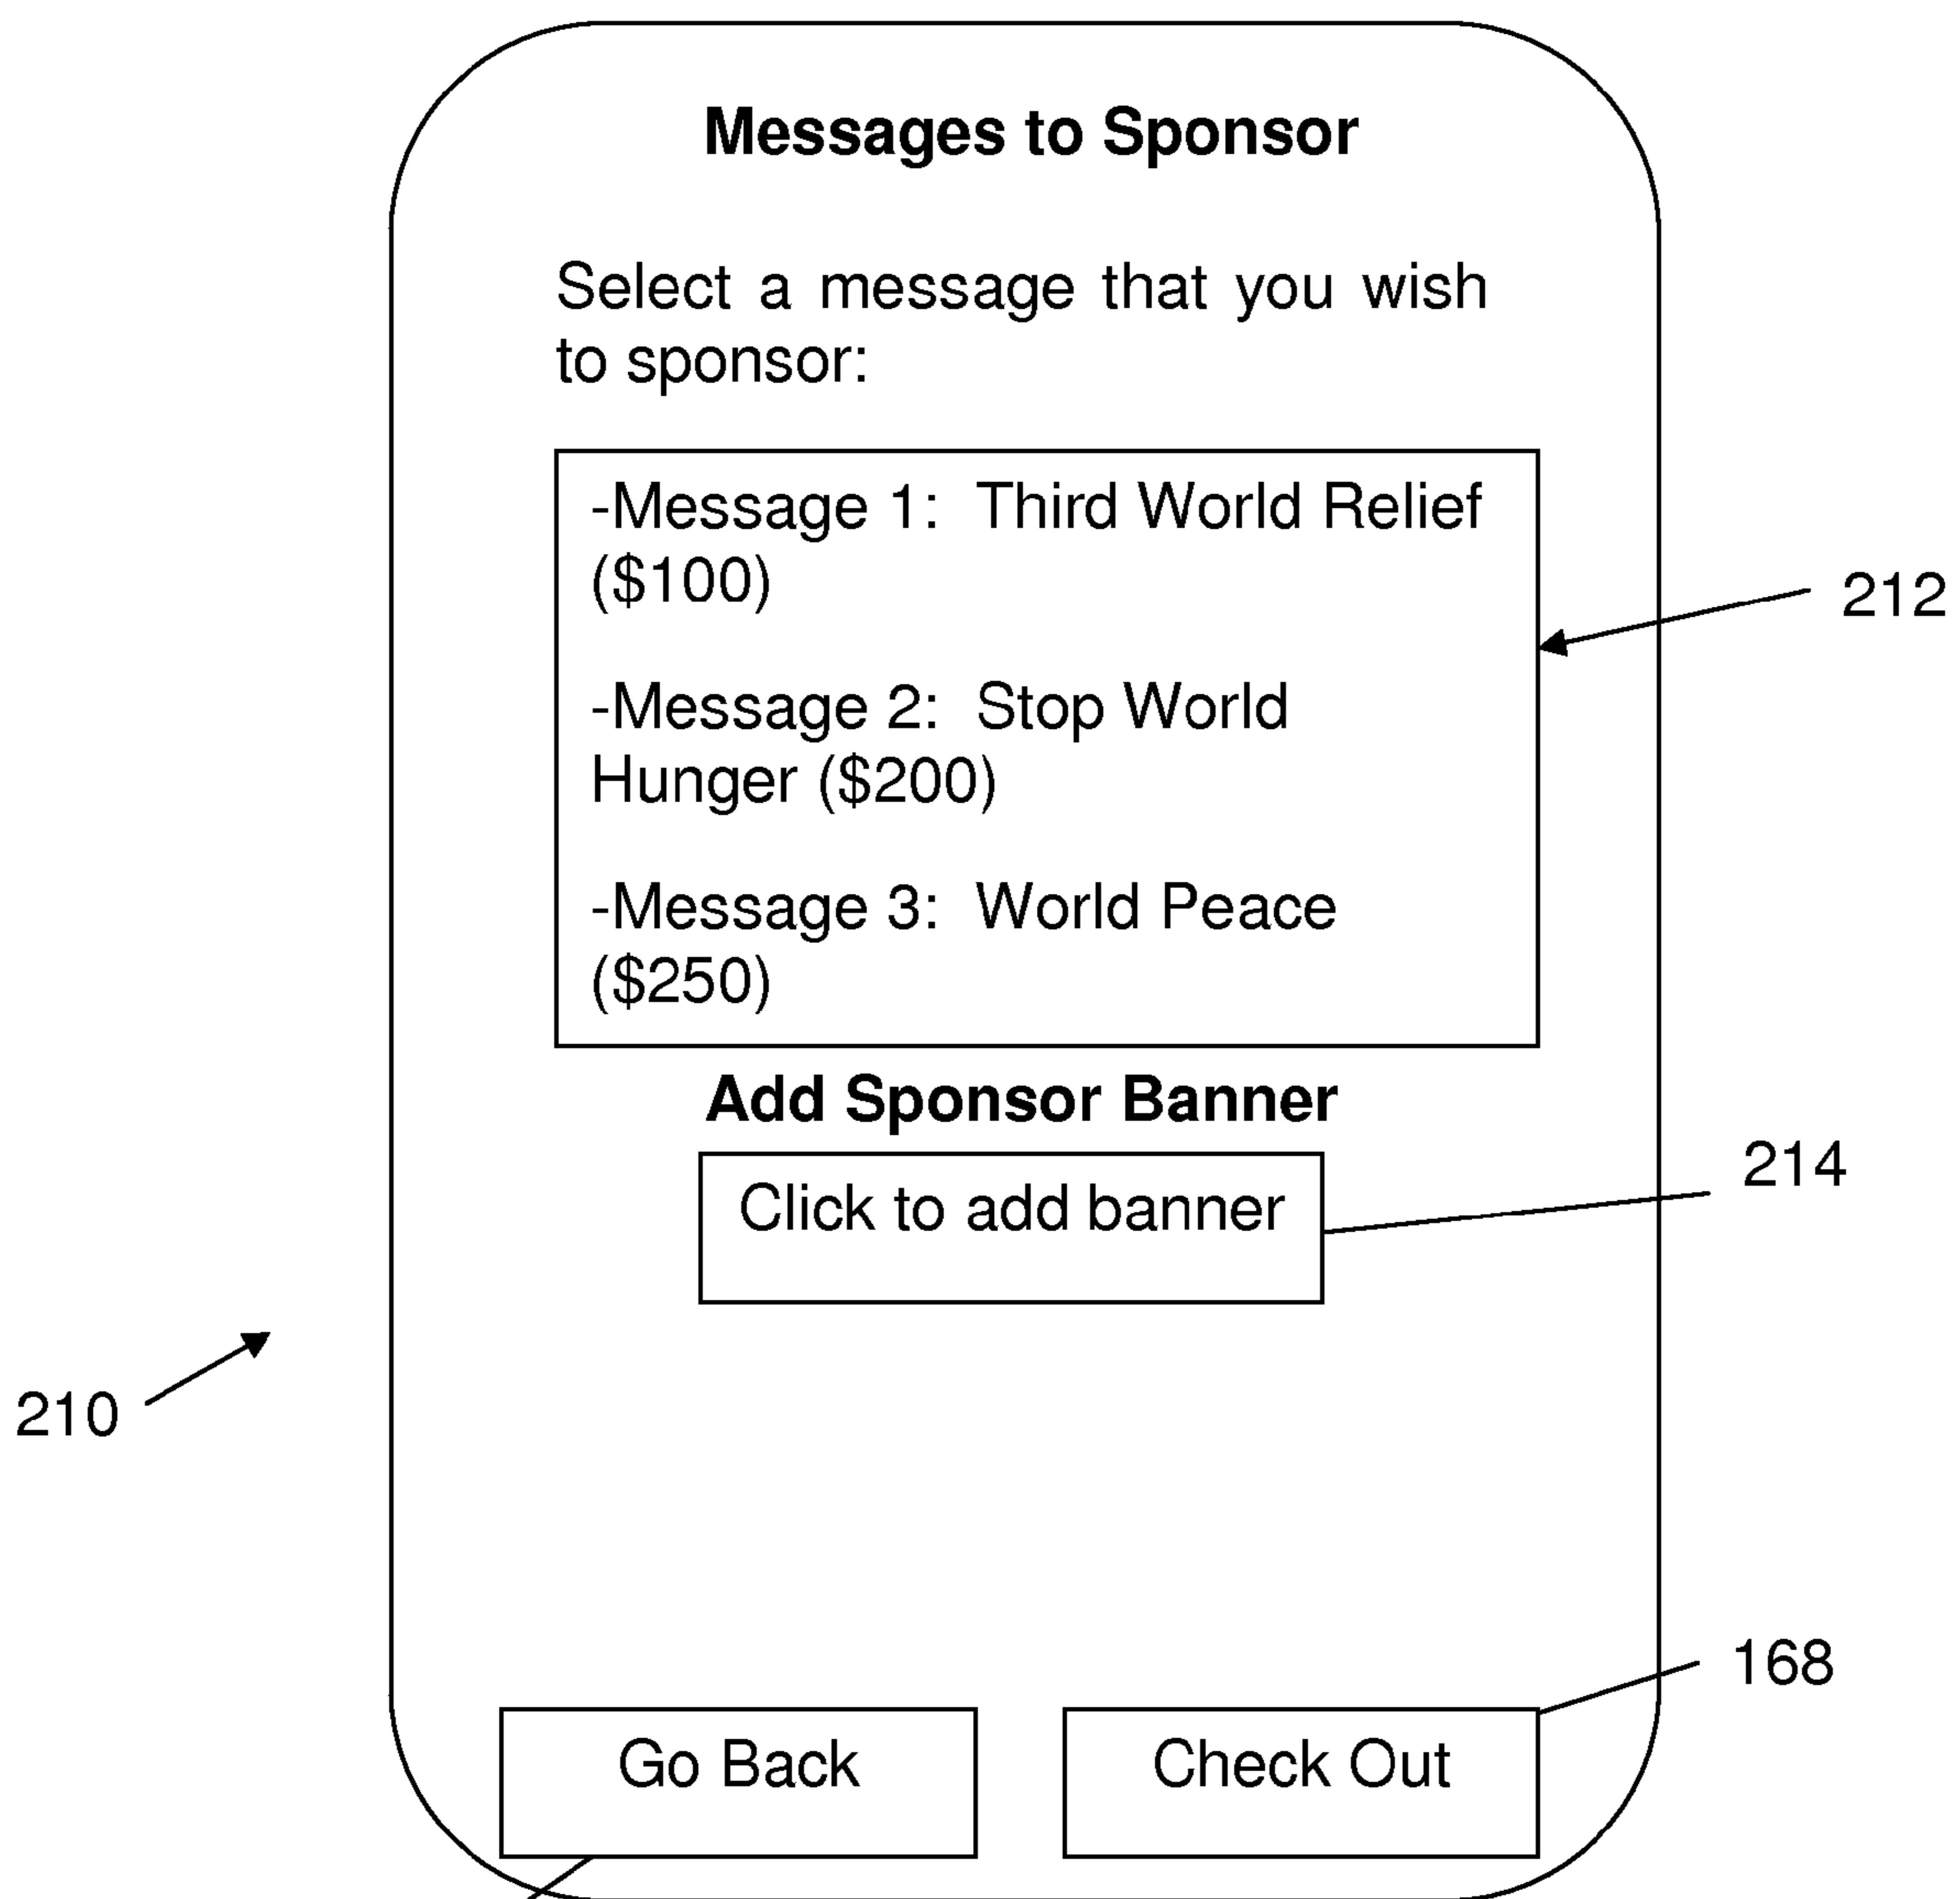 Messages to Sponsor
Select a message that you wish
to sponsor:
-Message 1: Third World Relief
($100)
212
-Message 2: Stop World
Hunger ($200)
-Message 3: World Peace
($250)
Add Sponsor Banner
214
Click to add banner
210
168
Go Back
Check Out